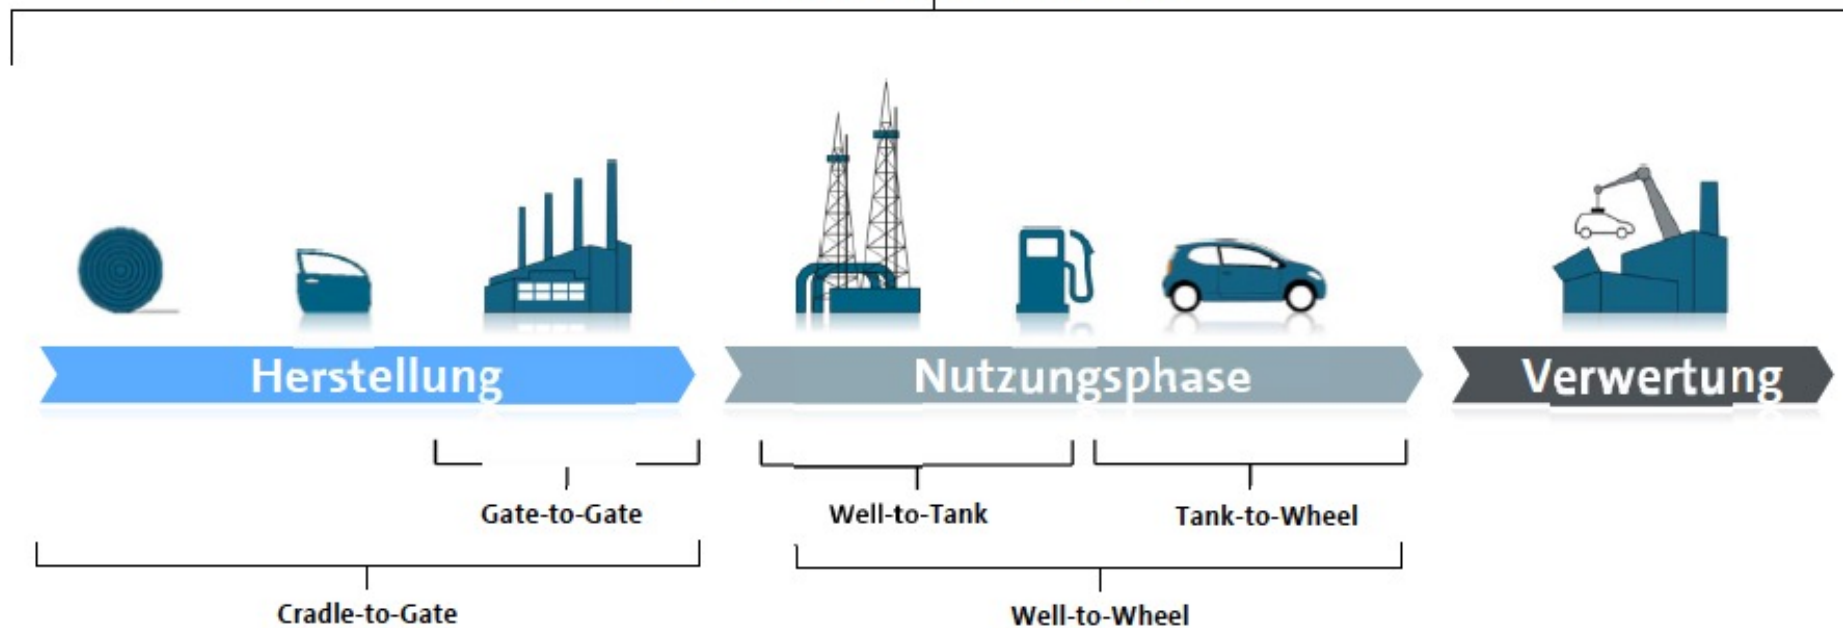 Herstellung
Nutzungsphase
Verwertung
Gate-to-Gate
Well-to-Tank
Tank-to-Wheel
Cradle-to-Gate
Well-to-Wheel